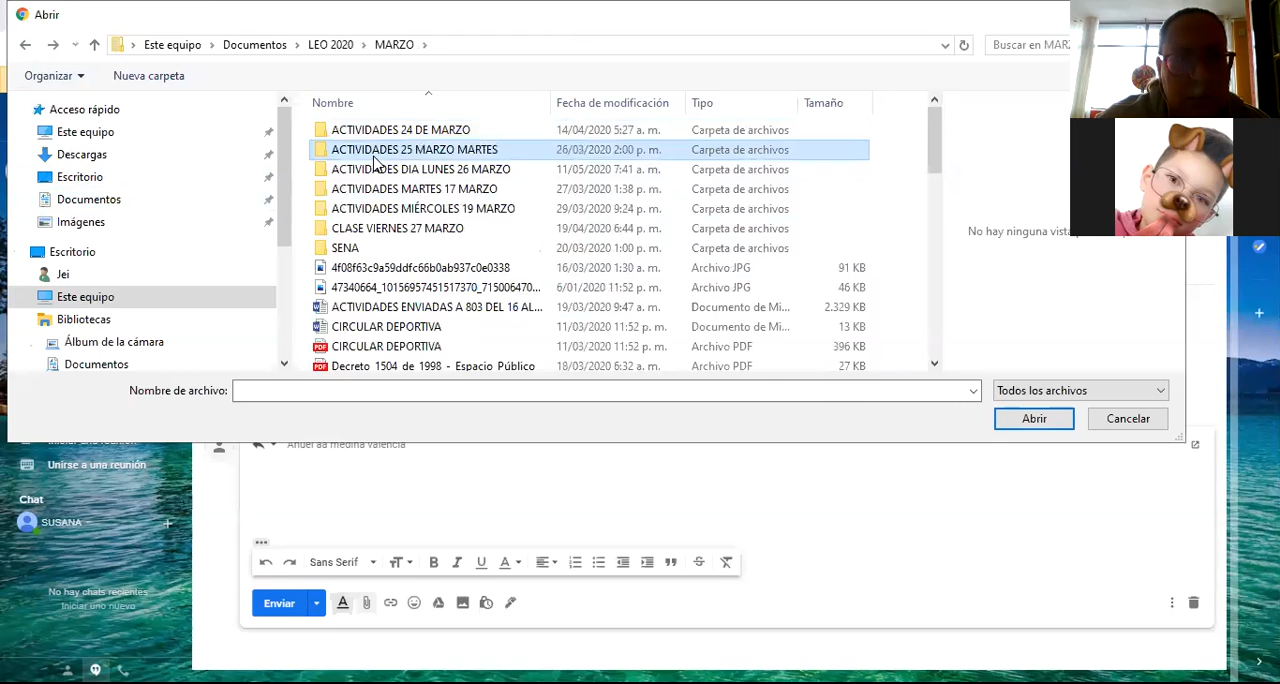 Abrir
Este equipo > Documentos > LEO 2020 > MARZO >
Buscar en MAR
Organizar
Nueva carpeta
Nombre
Fecha de modificación
Tipo
Tamaño
Acceso rápido
Este equipo
Descargas
Escritorio
Documentos
Imágenes
Escritorio
Jei
Este equipo
Bibliotecas
Álbum de la cámara
Documentos
ACTIVIDADES 24 DE MARZO 14/04/2020 5:27 a. m. Carpeta de archivos
ACTIVIDADES 25 MARZO MARTES 26/03/2020 2:00 p. m. Carpeta de archivos
ACTIVIDADES DIA LUNES 26 MARZO 11/05/2020 7:41 a. m. Carpeta de archivos
ACTIVIDADES MARTES 17 MARZO 27/03/2020 1:38 p. m. Carpeta de archivos
ACTIVIDADES MIÉRCOLES 19 MARZO 29/03/2020 9:24 p. m. Carpeta de archivos
CLASE VIERNES 27 MARZO 19/04/2020 6:44 p. m. Carpeta de archivos
SENA 20/03/2020 1:00 p. m. Carpeta de archivos
4f08f63c9a59ddfc66b0ab937c0e0338 16/03/2020 1:30 a. m. Archivo JPG 91 KB
47340664_10156957451517370_715006470... 6/01/2020 11:52 p. m. Archivo JPG 46 KB
ACTIVIDADES ENVIADAS A 803 DEL 16 AL... 19/03/2020 9:47 a. m. Documento de Mi... 2.329 KB
CIRCULAR DEPORTIVA 11/03/2020 11:52 p. m. Documento de Mi... 13 KB
CIRCULAR DEPORTIVA 11/03/2020 11:52 p. m. Archivo PDF 396 KB
Decreto 1504 de 1998 - Espacio Público 18/03/2020 6:32 a. m. Archivo PDF 27 KB
No hay ninguna vist
Nombre de archivo:
Todos los archivos
Abrir
Cancelar
medina valencia
Unirse a una reunión
Chat
SUSANA
No hay chats recientes
Iniciar uno nuevo
Sans Serif
Enviar